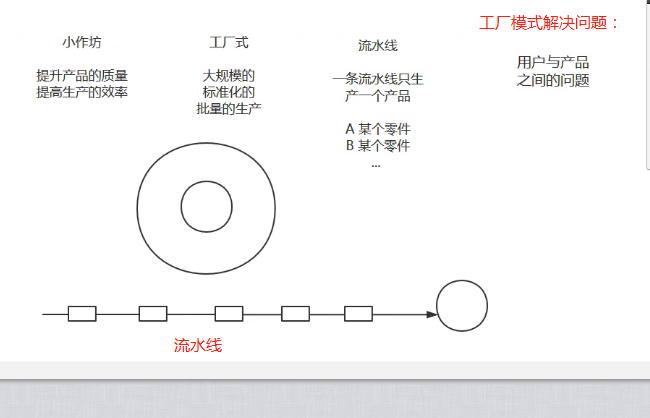 工厂模式解决问题：
小作坊
提升产品的质量
提高生产的效率
工厂式
大规模的
标准化的
批量的生产
流水线
一条流水线只生
产一个产品
A 某个零件
B 某个零件
...
用户与产品
之间的问题
流水线